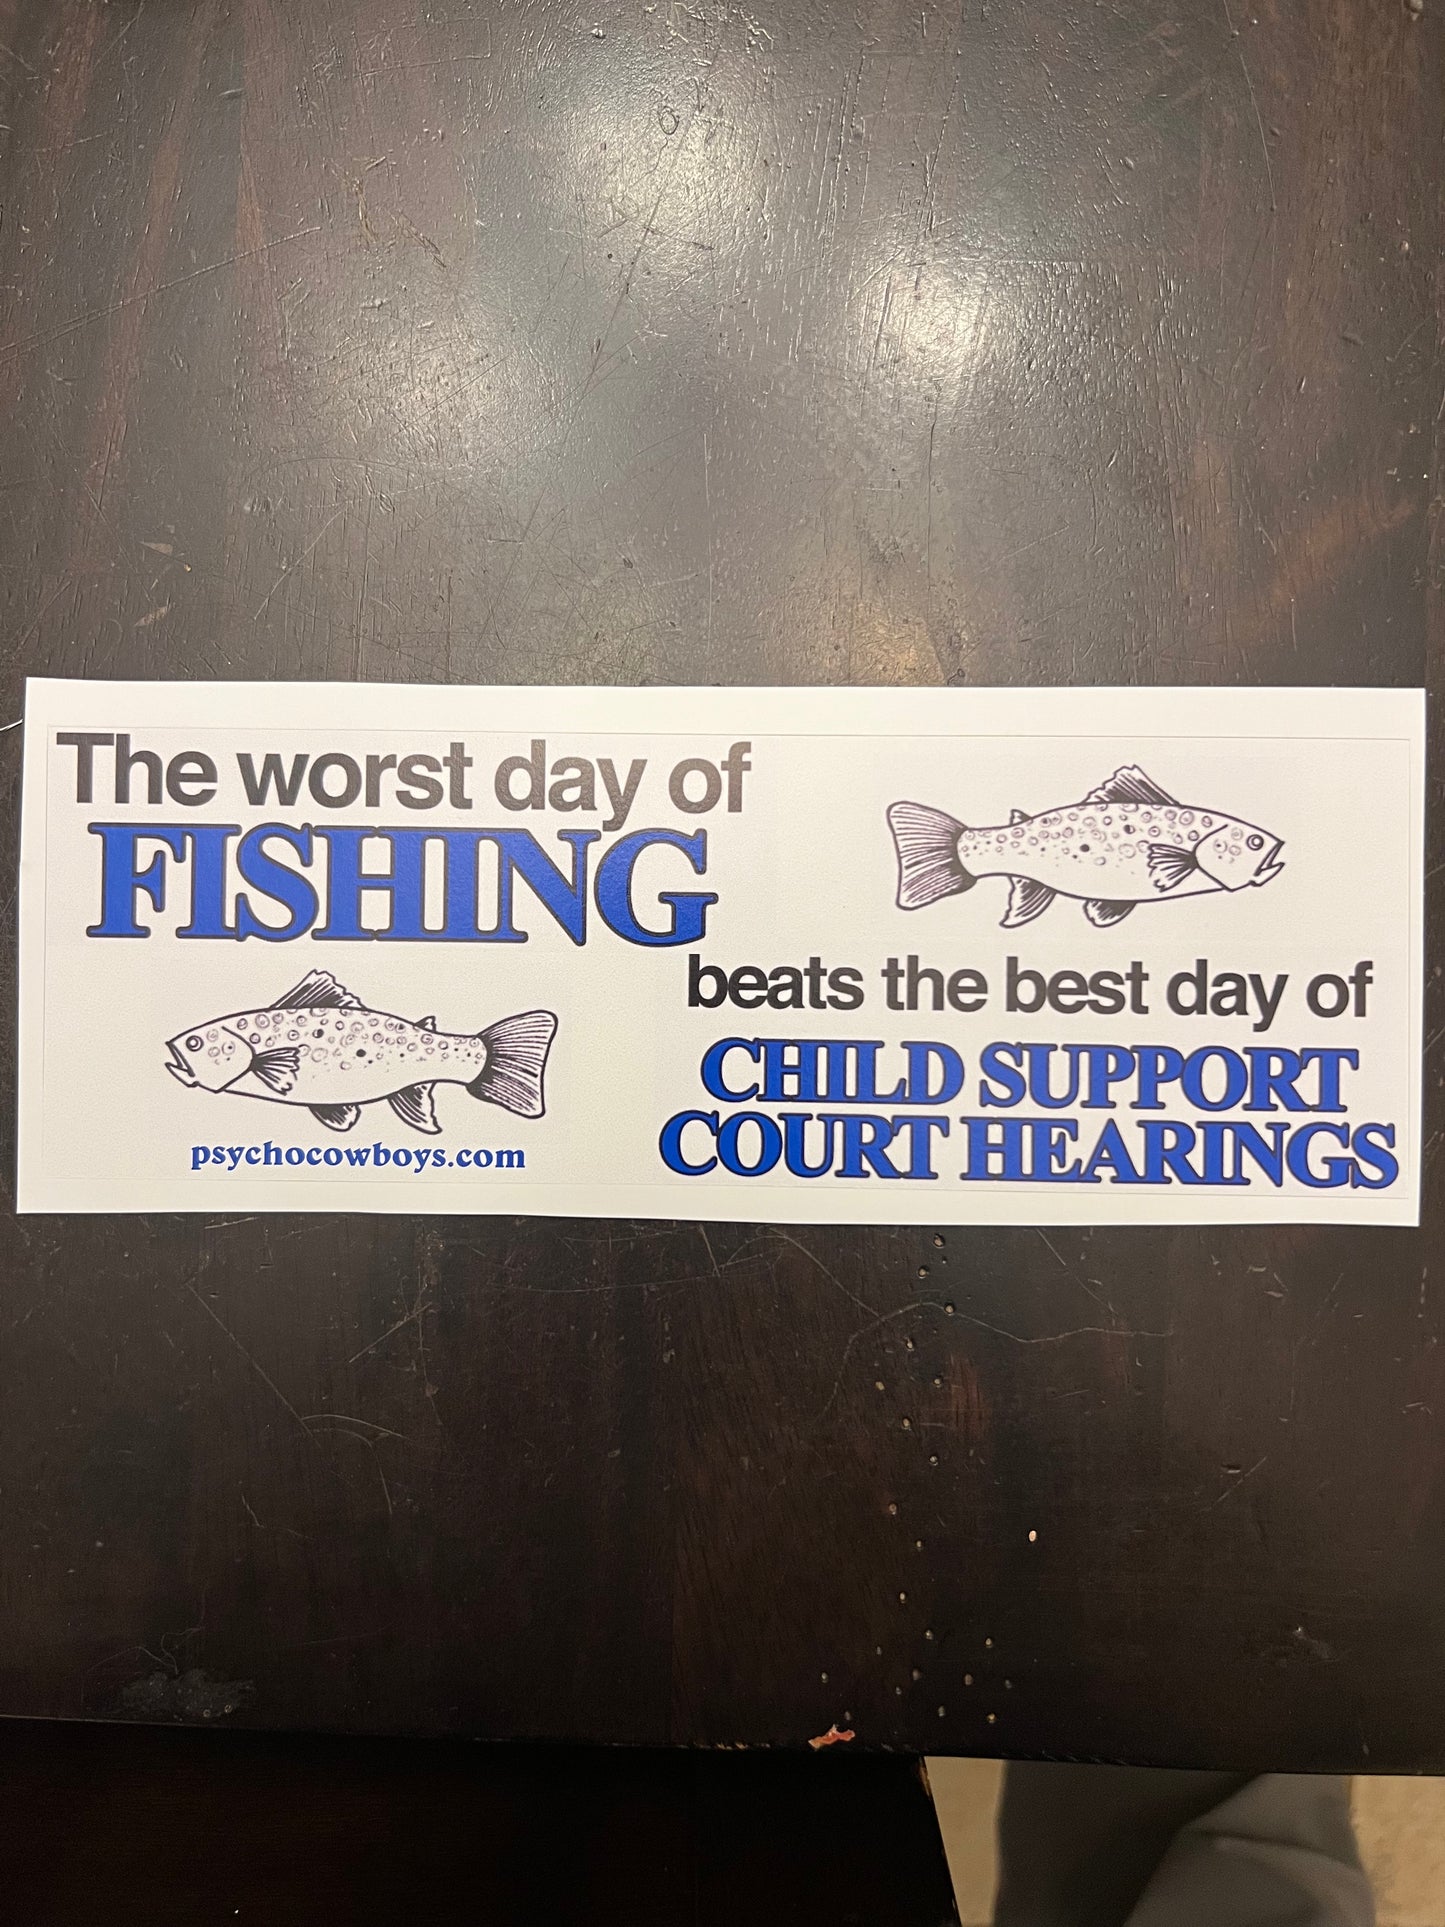 The worst day of
FISHING
beats the best day of
CHILD SUPPORT
COURT HEARINGS
psychocowboys.com